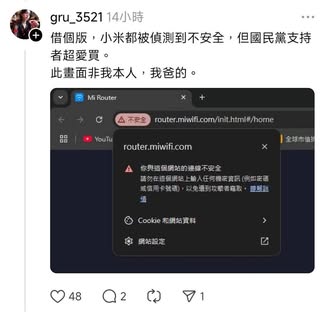 gru_3521 14小時
借個版，小米都被偵測到不安全，但國民黨支持
者超愛買。
此畫面非我本人，我爸的。
Mi Router
不安全 router.miwifi.com/init.html#/home
YouTu
全球市值排
router.miwifi.com
你與這個網站的連線不安全
請勿在這個網站上輸入任何機密資訊 (例如密碼
或信用卡號碼)，以免遭到攻擊者竊取。瞭解詳
情
Cookie 和網站資料
網站設定
48 2 1